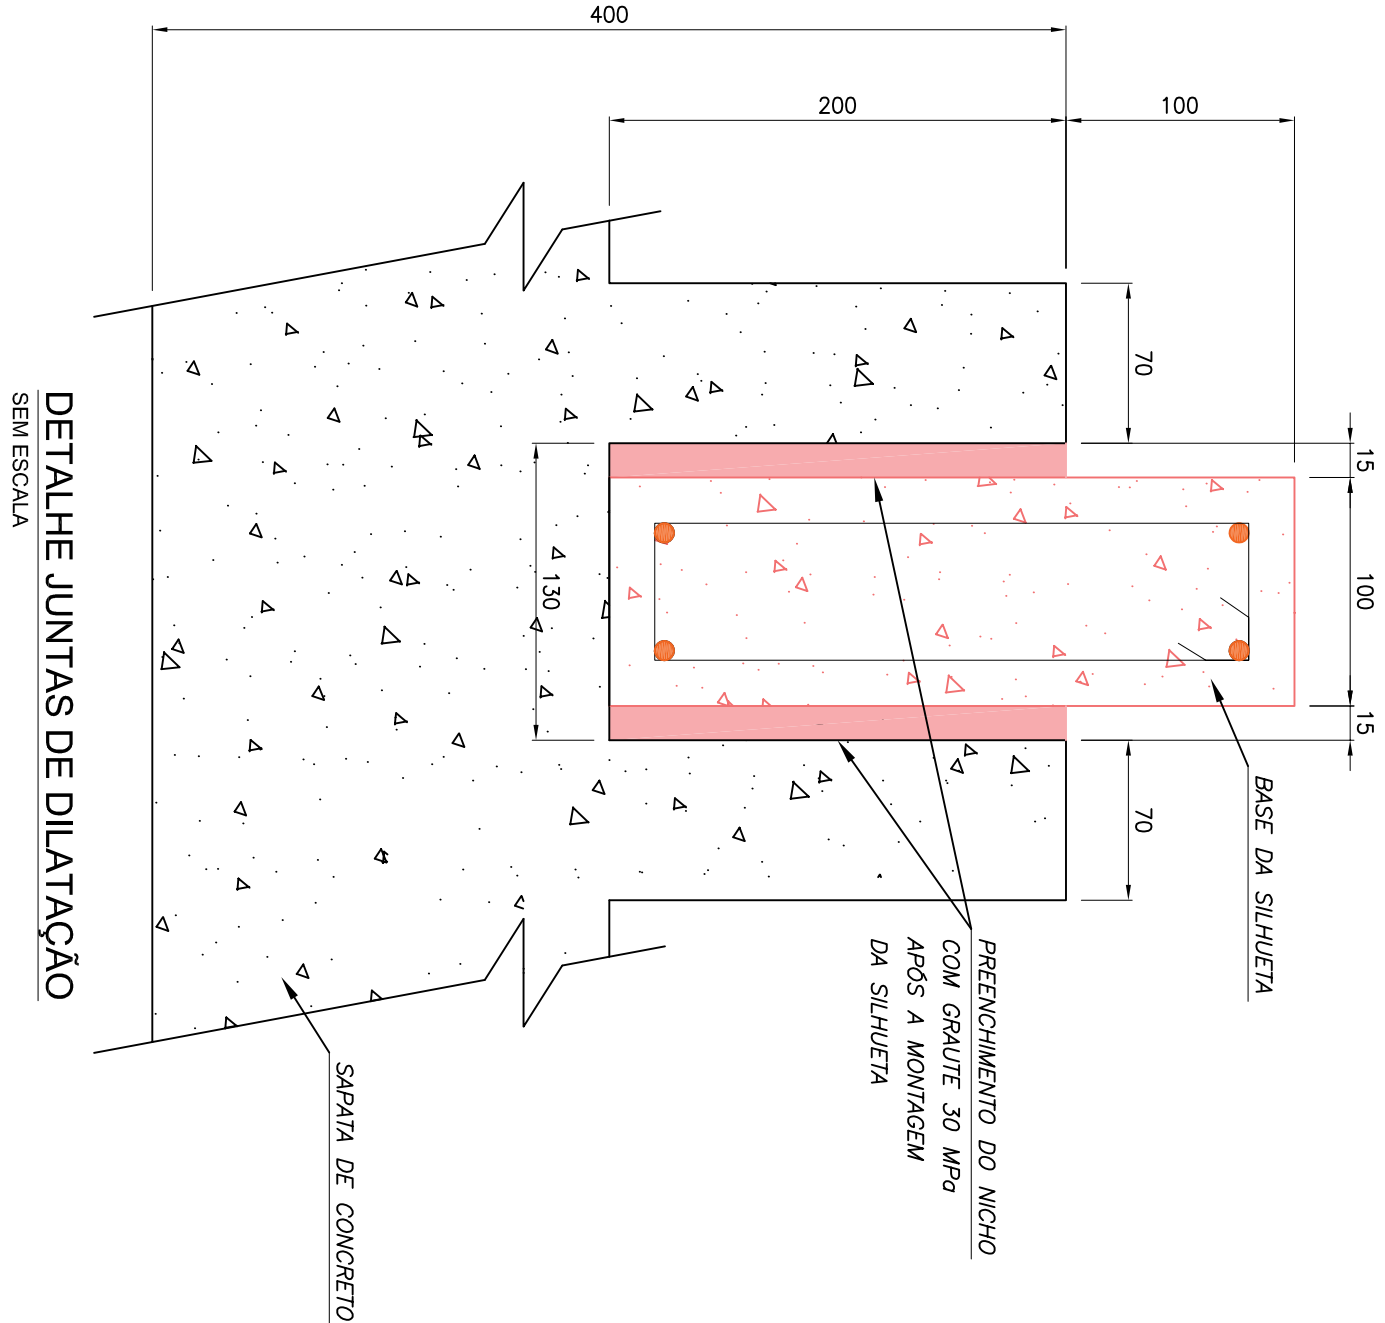 400
200
100
70
15
100
15
130
70
BASE DA SILHUETA
PREENCHIMENTO DO NICHO
COM GRAUTE 30 MPa
APÓS A MONTAGEM
DA SILHUETA
SAPATA DE CONCRETO
DETALHE JUNTAS DE DILATAÇÃO
SEM ESCALA